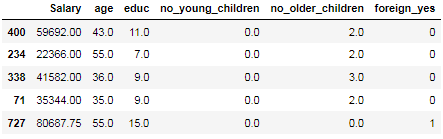 Salary age educ no_young_children no_older_children foreign_yes
400 59692.00 43.0 11.0 0.0 2.0 0
234 22366.00 55.0 7.0 0.0 2.0 0
338 41582.00 36.0 9.0 0.0 3.0 0
71 35344.00 35.0 9.0 0.0 2.0 0
727 80687.75 55.0 15.0 0.0 0.0 1